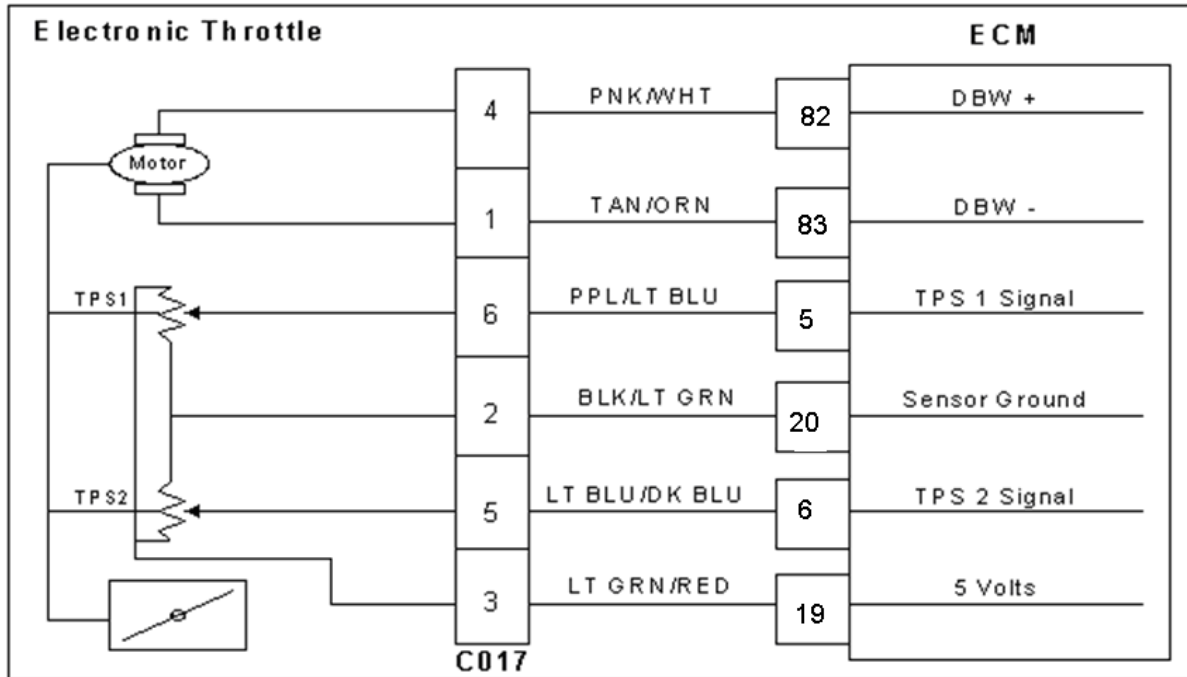 Electronic Throttle
ECM
4 PNK/WHT 82 DBW +
Motor
1 TAN/ORN 83 DBW -
TPS1 6 PPL/LT BLU 5 TPS 1 Signal
2 BLK/LT GRN 20 Sensor Ground
TPS2 5 LT BLU/DK BLU 6 TPS 2 Signal
3 LT GRN/RED 19 5 Volts
C017